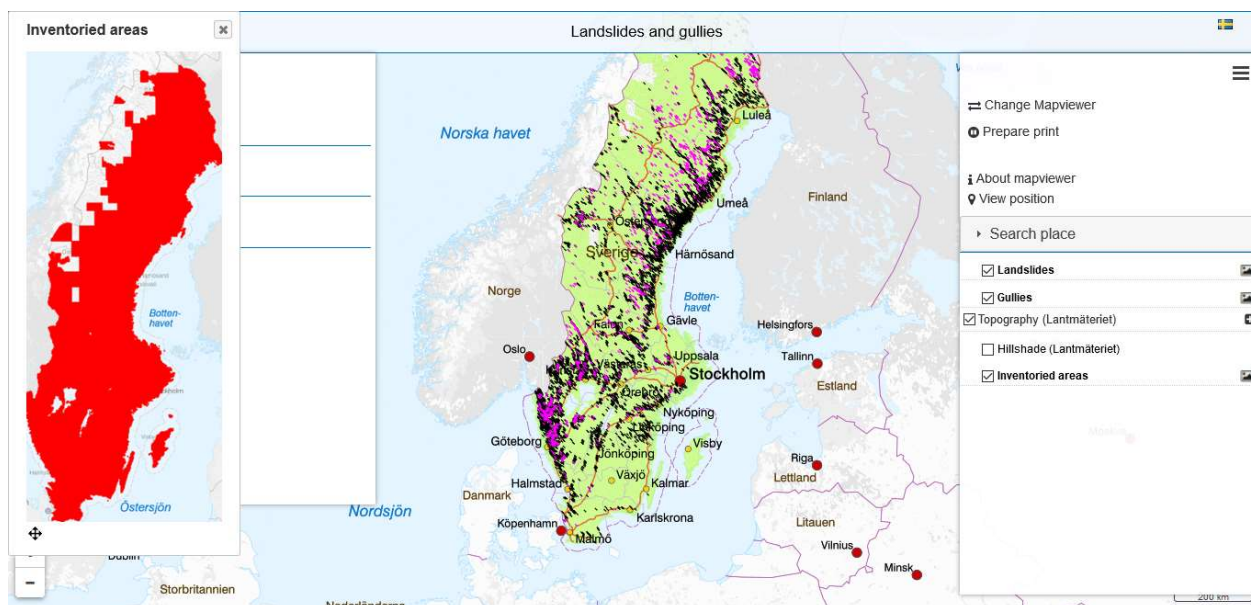 Inventoried areas
Landslides and gullies
Change Mapviewer
Prepare print
About mapviewer
View position
Search place
Landslides
Gullies
Topography (Lantmäteriet)
Hillshade (Lantmäteriet)
Inventoried areas
Norska havet
Luleå
Umeå
Finland
Sverige
Härnösand
Norge
Botten-
havet
Gävle
Falun
Helsingfors
Oslo
Uppsala
Västerås
Tallinn
Stockholm
Estland
Örebro
Nyköping
Göteborg
Visby
Jönköping
Riga
Lettland
Växjö
Halmstad
Kalmar
Danmark
Nordsjön
Karlskrona
Litauen
Köpenhamn
Malmö
Vilnius
Minsk
Storbritannien
200 km
Botten-
havet
Östersjön